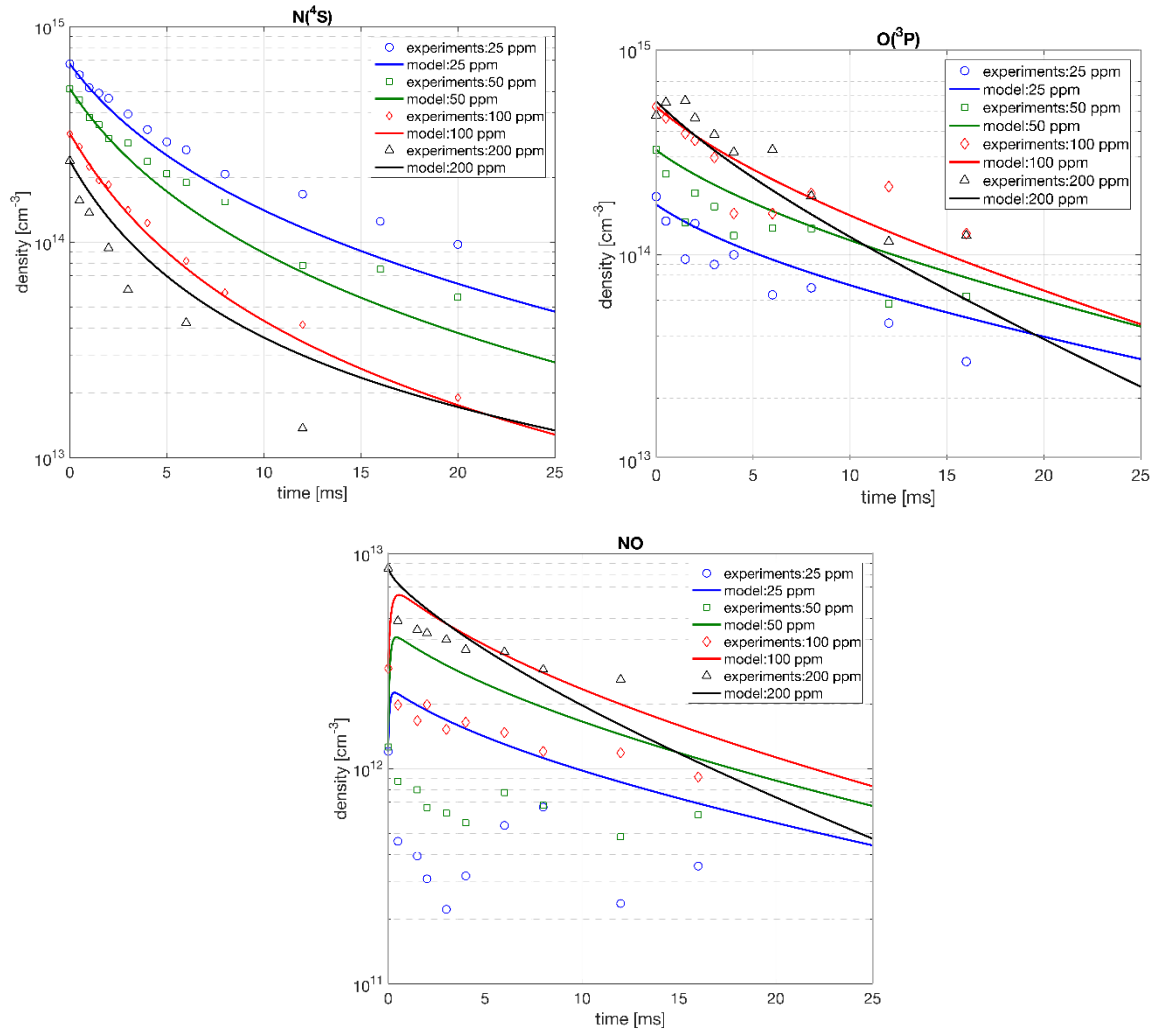 N(⁴S)
10¹⁵
10¹⁴
10¹³
density [cm⁻³]
0 5 10 15 20 25
time [ms]
experiments:25 ppm
model:25 ppm
experiments:50 ppm
model:50 ppm
experiments:100 ppm
model:100 ppm
experiments:200 ppm
model:200 ppm
O(³P)
10¹⁵
10¹⁴
10¹³
density [cm⁻³]
0 5 10 15 20 25
time [ms]
experiments:25 ppm
model:25 ppm
experiments:50 ppm
model:50 ppm
experiments:100 ppm
model:100 ppm
experiments:200 ppm
model:200 ppm
NO
10¹³
10¹²
10¹¹
density [cm⁻³]
0 5 10 15 20 25
time [ms]
experiments:25 ppm
model:25 ppm
experiments:50 ppm
model:50 ppm
experiments:100 ppm
model:100 ppm
experiments:200 ppm
model:200 ppm